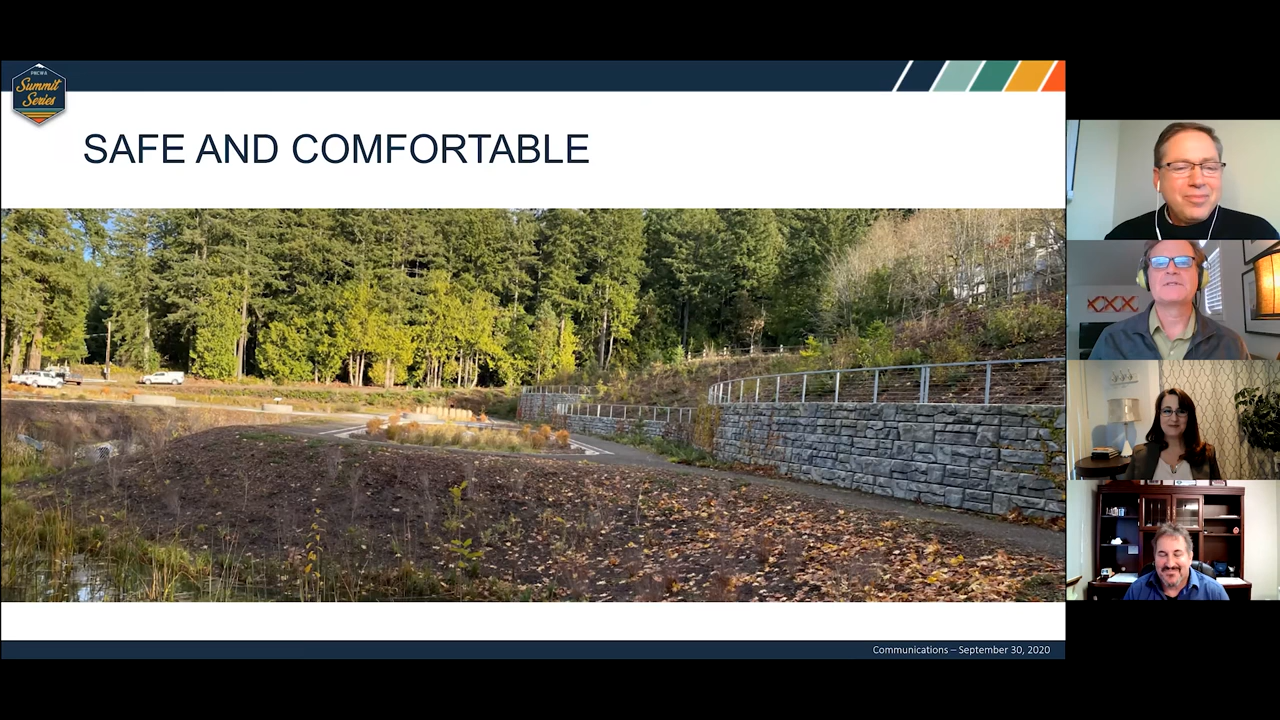 Summit
Series
SAFE AND COMFORTABLE
Communications – September 30, 2020